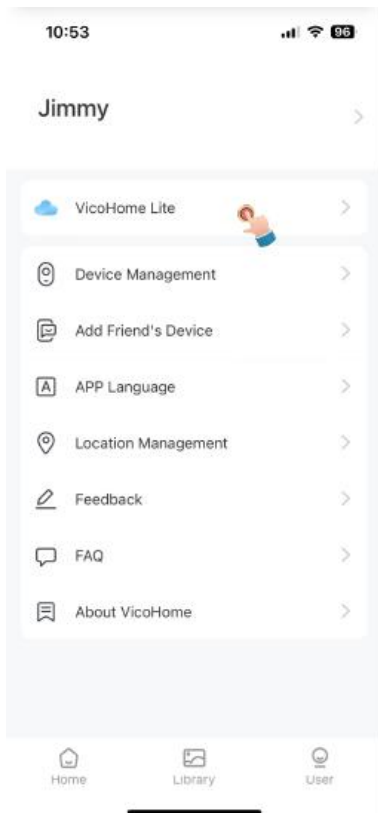 10:53
96
Jimmy
VicoHome Lite
Device Management
Add Friend's Device
A
APP Language
Location Management
Feedback
FAQ
About VicoHome
Home
Library
User